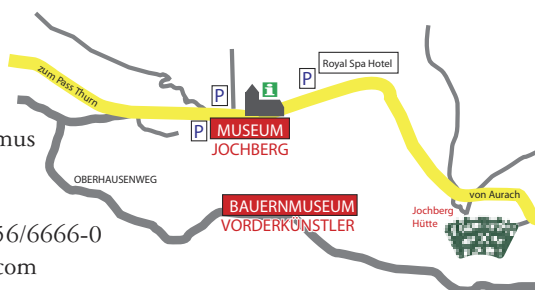 Royal Spa Hotel
P
P
zum Pass Thurn
i
P
MUSEUM
JOCHBERG
mus
OBERHAUSENWEG
BAUERNMUSEUM
VORDERKÜNSTLER
von Aurach
Jochberg
Hütte
56/6666-0
com